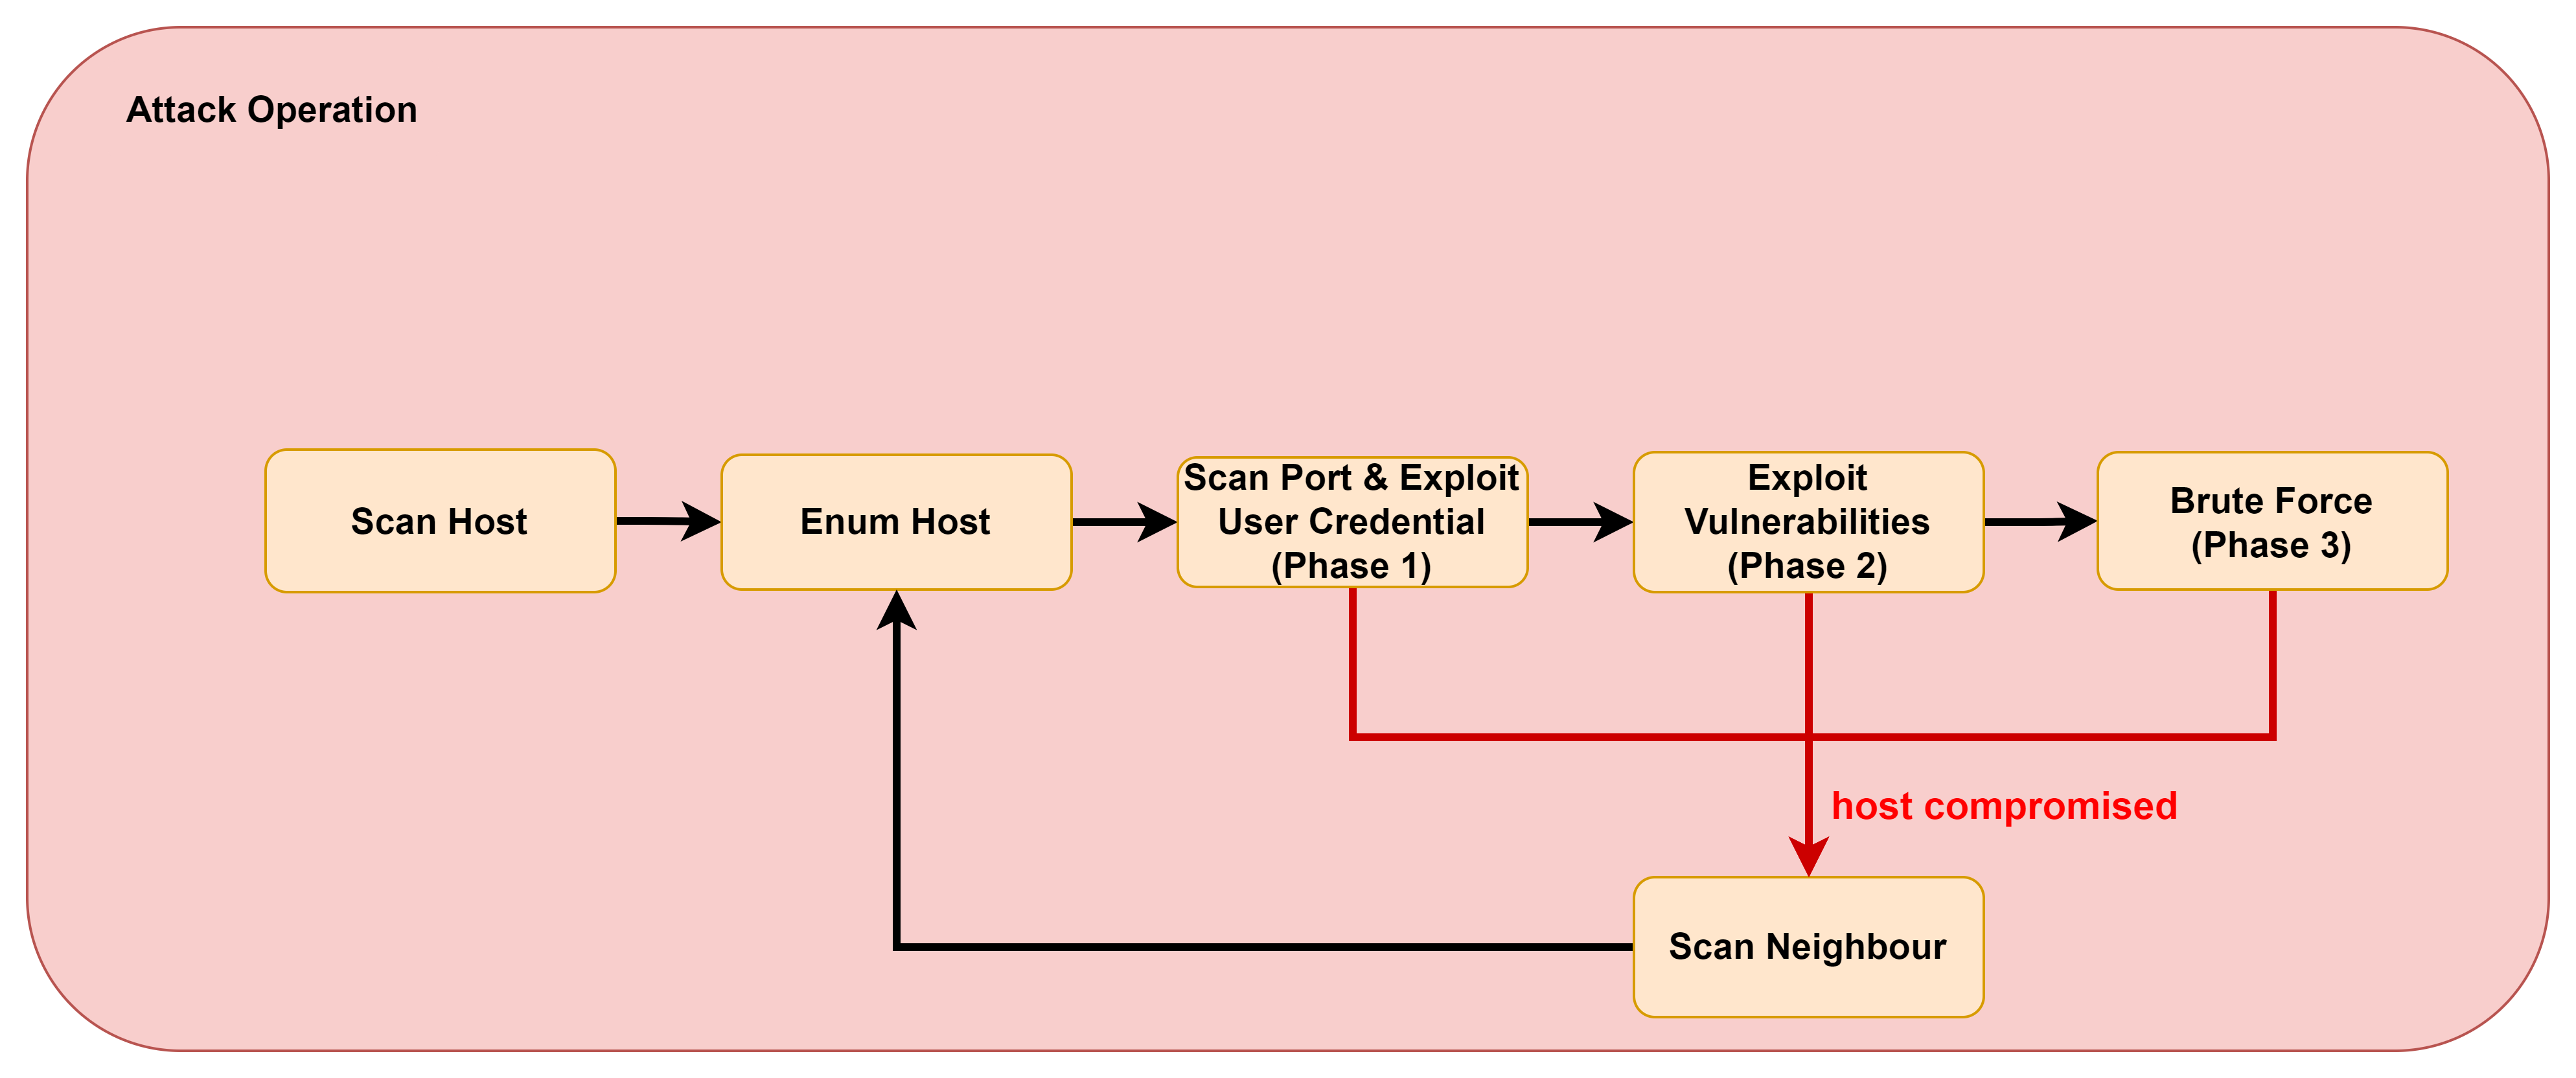 Attack Operation
Scan Host
Enum Host
Scan Port & Exploit
User Credential
(Phase 1)
Exploit
Vulnerabilities
(Phase 2)
Brute Force
(Phase 3)
host compromised
Scan Neighbour